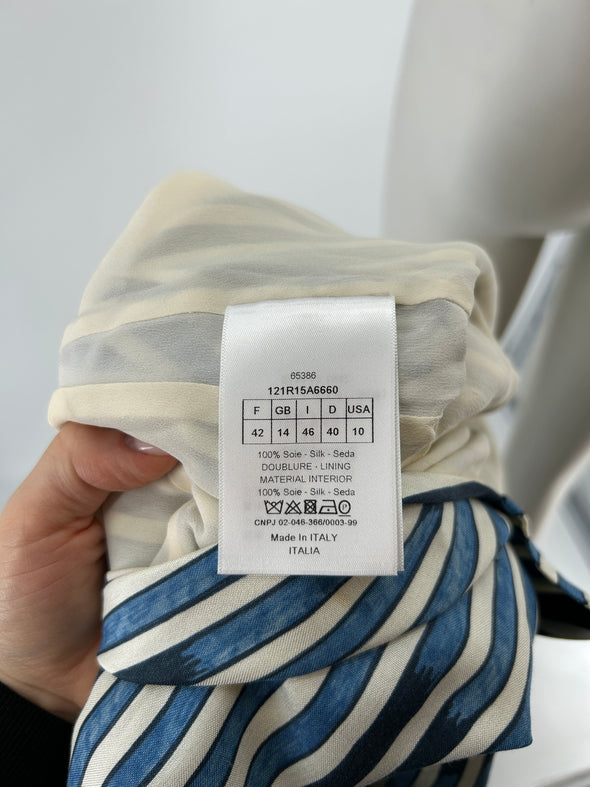 65386
121R15A6660
F GB I D USA
42 14 46 40 10
100% Soie - Silk - Seda
DOUBLURE - LINING
MATERIAL INTERIOR
100% Soie - Silk - Seda
CNPJ 02-046-366/0003-99
Made In ITALY
ITALIA